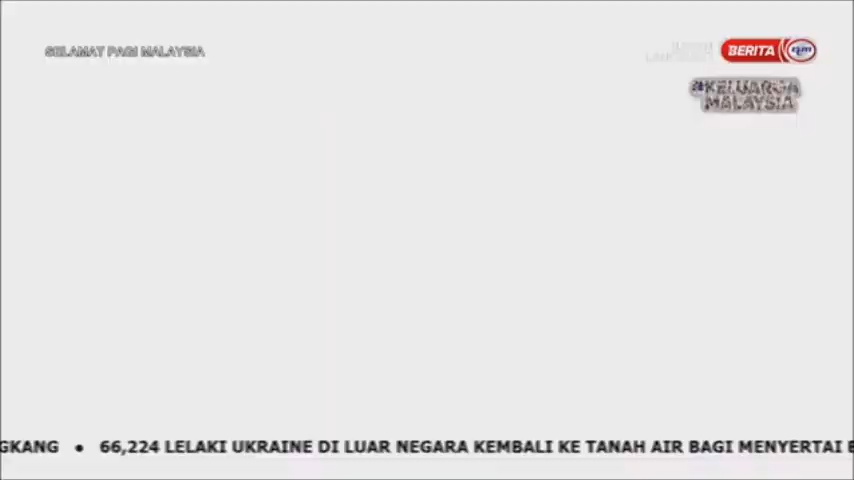 SELAMAT PAGI MALAYSIA
BERITA rtm
#KELUARGA
MALAYSIA
GKANG • 66,224 LELAKI UKRAINE DI LUAR NEGARA KEMBALI KE TANAH AIR BAGI MENYERTAI